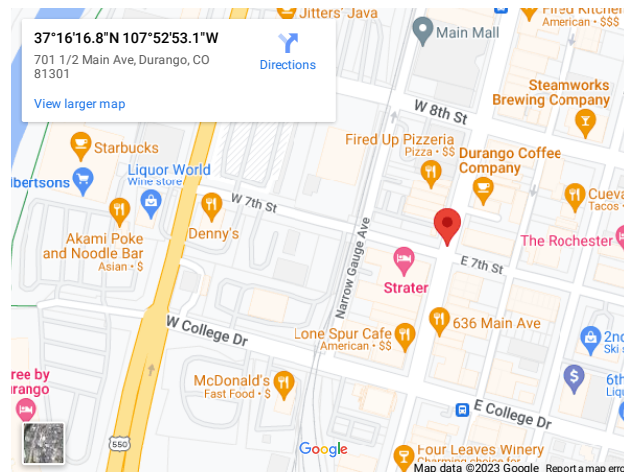 Jitters' Java
Fired Kitchen
American • $$$
37°16'16.8"N 107°52'53.1"W
701 1/2 Main Ave, Durango, CO
81301
Directions
View larger map
Main Mall
W 8th St
Steamworks
Brewing Company
Starbucks
Fired Up Pizzeria
Pizza • $$
Durango Coffee
Company
Liquor World
Wine store
lbertsons
W 7th St
Cueva
Tacos •
Denny's
Akami Poke
and Noodle Bar
Asian • $
Narrow Gauge Ave
The Rochester
E 7th St
Strater
W College Dr
Lone Spur Cafe
American • $$
636 Main Ave
2nd
Ski s
McDonald's
Fast Food • $
ree by
urango
$
6th
Liqu
E College Dr
550
Google
Four Leaves Winery
Charming choice for
Map data ©2023 Google
Report a map erro